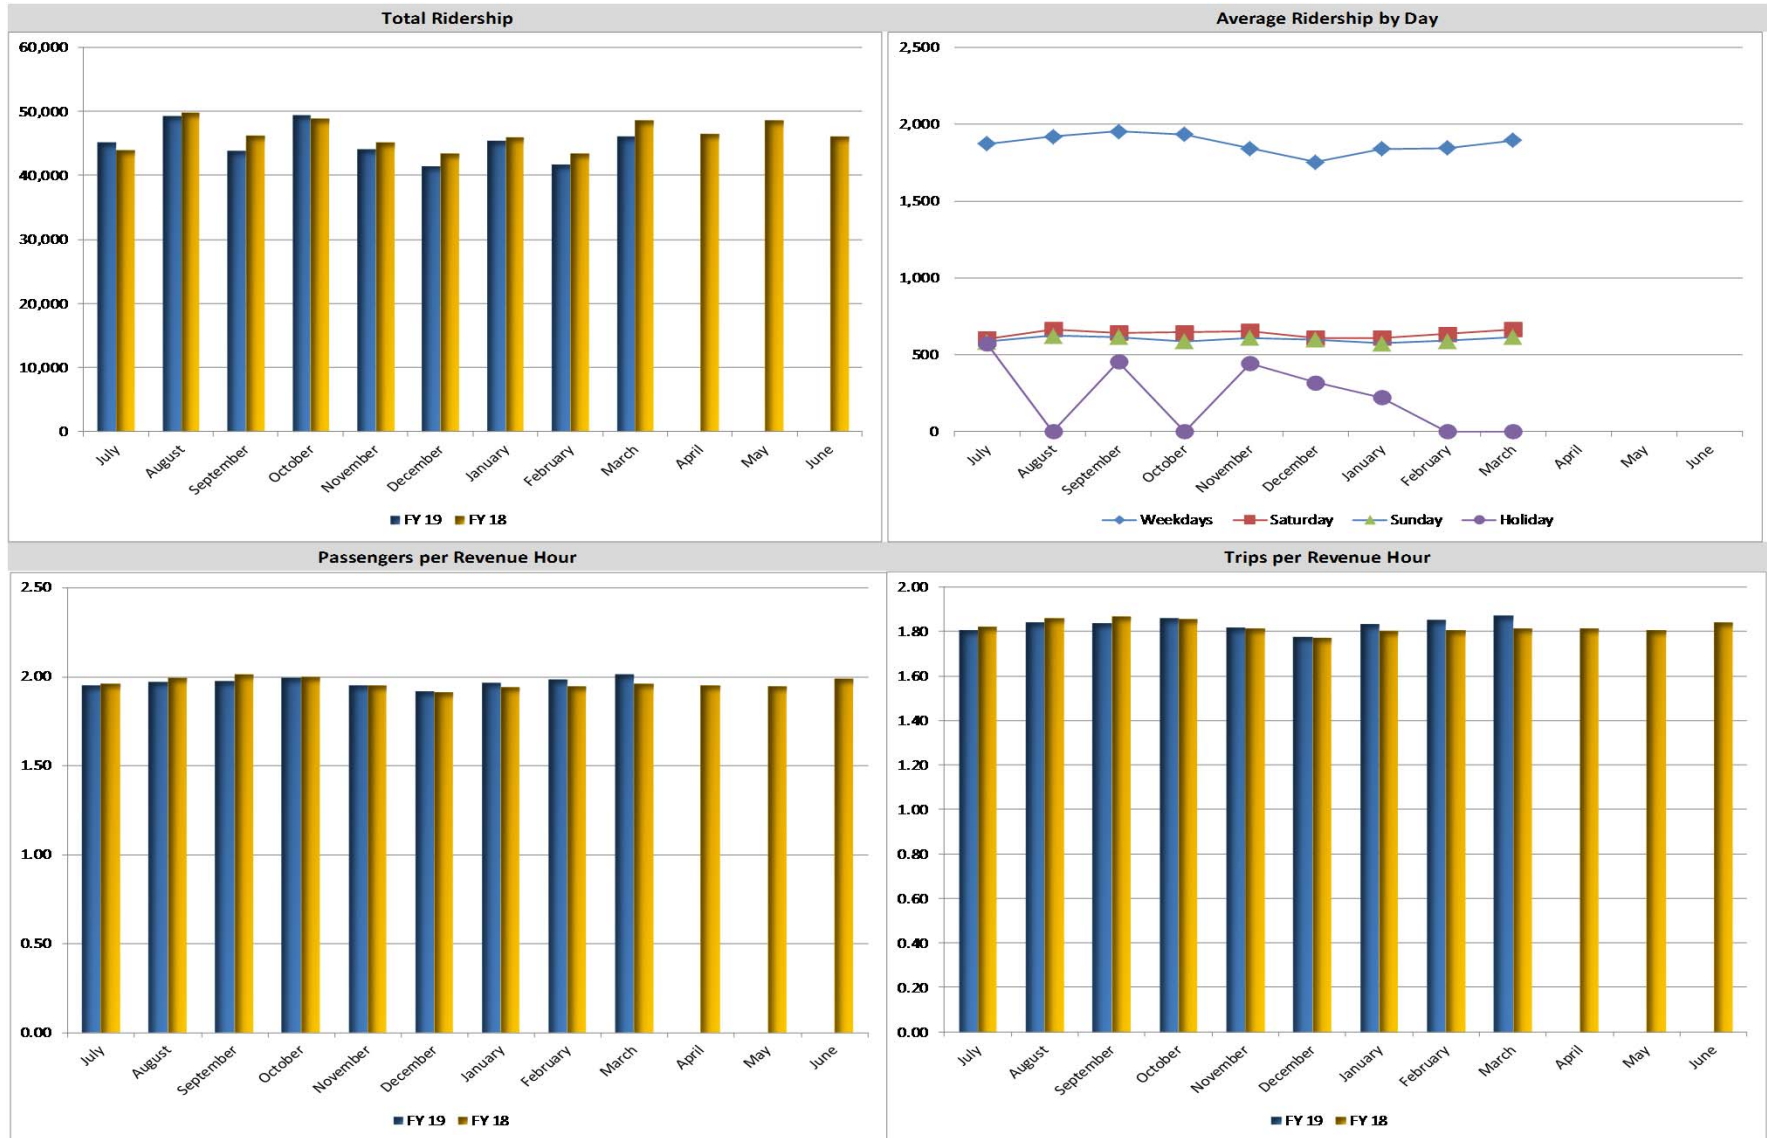 Total Ridership
60,000
50,000
40,000
30,000
20,000
10,000
0
July August September October November December January February March April May June
FY 19 FY 18
Average Ridership by Day
2,500
2,000
1,500
1,000
500
0
July August September October November December January February March April May June
Weekdays Saturday Sunday Holiday
Passengers per Revenue Hour
2.50
2.00
1.50
1.00
0.50
0.00
July August September October November December January February March April May June
FY 19 FY 18
Trips per Revenue Hour
2.00
1.80
1.60
1.40
1.20
1.00
0.80
0.60
0.40
0.20
0.00
July August September October November December January February March April May June
FY 19 FY 18